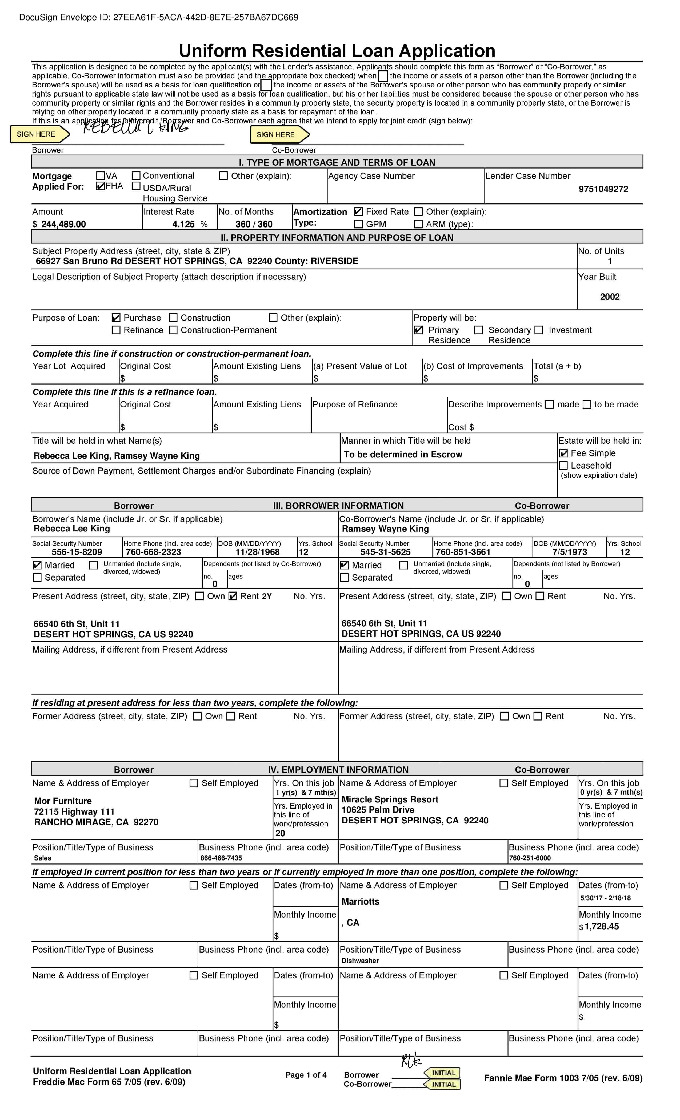 DocuSign Envelope ID: 27EEA61F-5ACA-442D-8E7E-257BA67DC669
Uniform Residential Loan Application
This application is designed to be completed by the applicant(s) with the Lender's assistance. Applicants should complete this form as "Borrower" or "Co-Borrower," as
applicable. Co-Borrower information must also be provided (and the appropriate box checked) when the income or assets of a person other than the Borrower (including the
Borrower's spouse) will be used as a basis for loan qualification or the income or assets of the Borrower's spouse or other person who has community property or similar
rights pursuant to applicable state law will not be used as a basis for loan qualification, but his or her liabilities must be considered because the spouse or other person who has
community property or similar rights and the Borrower resides in a community property state, the security property is located in a community property state, or the Borrower is
relying on other property located in a community property state as a basis for repayment of the loan.
If this is an application for joint credit, Borrower and Co-Borrower each agree that we intend to apply for joint credit (sign below):
SIGN HERE SIGN HERE
Borrower Co-Borrower
I. TYPE OF MORTGAGE AND TERMS OF LOAN
Mortgage VA Conventional Other (explain): Agency Case Number Lender Case Number
Applied For: FHA USDA/Rural 9751049272
Housing Service
Amount Interest Rate No. of Months Amortization Fixed Rate Other (explain):
$ 244,489.00 4.125 % 360 / 360 Type: GPM ARM (type):
II. PROPERTY INFORMATION AND PURPOSE OF LOAN
Subject Property Address (street, city, state & ZIP) No. of Units
66927 San Bruno Rd DESERT HOT SPRINGS, CA 92240 County: RIVERSIDE 1
Legal Description of Subject Property (attach description if necessary) Year Built
2002
Purpose of Loan: Purchase Construction Other (explain): Property will be:
Refinance Construction-Permanent Primary Secondary Investment
Residence Residence
Complete this line if construction or construction-permanent loan.
Year Lot Acquired Original Cost Amount Existing Liens (a) Present Value of Lot (b) Cost of Improvements Total (a + b)
$ $ $ $ $
Complete this line if this is a refinance loan.
Year Acquired Original Cost Amount Existing Liens Purpose of Refinance Describe Improvements made to be made
$ $ Cost $
Title will be held in what Name(s) Manner in which Title will be held Estate will be held in:
Rebecca Lee King, Ramsey Wayne King To be determined in Escrow Fee Simple
Source of Down Payment, Settlement Charges and/or Subordinate Financing (explain) Leasehold
(show expiration date)
Borrower III. BORROWER INFORMATION Co-Borrower
Borrower's Name (include Jr. or Sr. if applicable) Co-Borrower's Name (include Jr. or Sr. if applicable)
Rebecca Lee King Ramsey Wayne King
Social Security Number Home Phone (incl. area code) DOB (MM/DD/YYYY) Yrs. School Social Security Number Home Phone (incl. area code) DOB (MM/DD/YYYY) Yrs. School
556-15-8209 760-668-2323 11/28/1968 12 545-31-5625 760-851-3661 7/5/1973 12
Married Unmarried (include single, Dependents (not listed by Co-Borrower) Married Unmarried (include single, Dependents (not listed by Borrower)
Separated divorced, widowed) no. ages Separated divorced, widowed) no. ages
0 0
Present Address (street, city, state, ZIP) Own Rent 2Y No. Yrs. Present Address (street, city, state, ZIP) Own Rent No. Yrs.
66540 6th St, Unit 11 66540 6th St, Unit 11
DESERT HOT SPRINGS, CA US 92240 DESERT HOT SPRINGS, CA US 92240
Mailing Address, if different from Present Address Mailing Address, if different from Present Address
If residing at present address for less than two years, complete the following:
Former Address (street, city, state, ZIP) Own Rent No. Yrs. Former Address (street, city, state, ZIP) Own Rent No. Yrs.
Borrower IV. EMPLOYMENT INFORMATION Co-Borrower
Name & Address of Employer Self Employed Yrs. On this job Name & Address of Employer Self Employed Yrs. On this job
1 yr(s) & 7 mth(s) 0 yr(s) & 7 mth(s)
Mor Furniture Miracle Springs Resort
72115 Highway 111 Yrs. Employed in this line of work/profession 10625 Palm Drive Yrs. Employed in this line of work/profession
RANCHO MIRAGE, CA 92270 DESERT HOT SPRINGS, CA 92240
20
Position/Title/Type of Business Business Phone (incl. area code) Position/Title/Type of Business Business Phone (incl. area code)
Sales 866-466-7435 760-251-6000
If employed in current position for less than two years or if currently employed in more than one position, complete the following:
Name & Address of Employer Self Employed Dates (from-to) Name & Address of Employer Self Employed Dates (from-to)
Marriotts 5/30/17 - 2/18/18
Monthly Income , CA Monthly Income
$ $ 1,728.45
Position/Title/Type of Business Business Phone (incl. area code) Position/Title/Type of Business Business Phone (incl. area code)
Dishwasher
Name & Address of Employer Self Employed Dates (from-to) Name & Address of Employer Self Employed Dates (from-to)
Monthly Income Monthly Income
$ $
Position/Title/Type of Business Business Phone (incl. area code) Position/Title/Type of Business Business Phone (incl. area code)
Uniform Residential Loan Application
Freddie Mac Form 65 7/05 (rev. 6/09) Page 1 of 4 Borrower INITIAL Fannie Mae Form 1003 7/05 (rev. 6/09)
Co-Borrower INITIAL